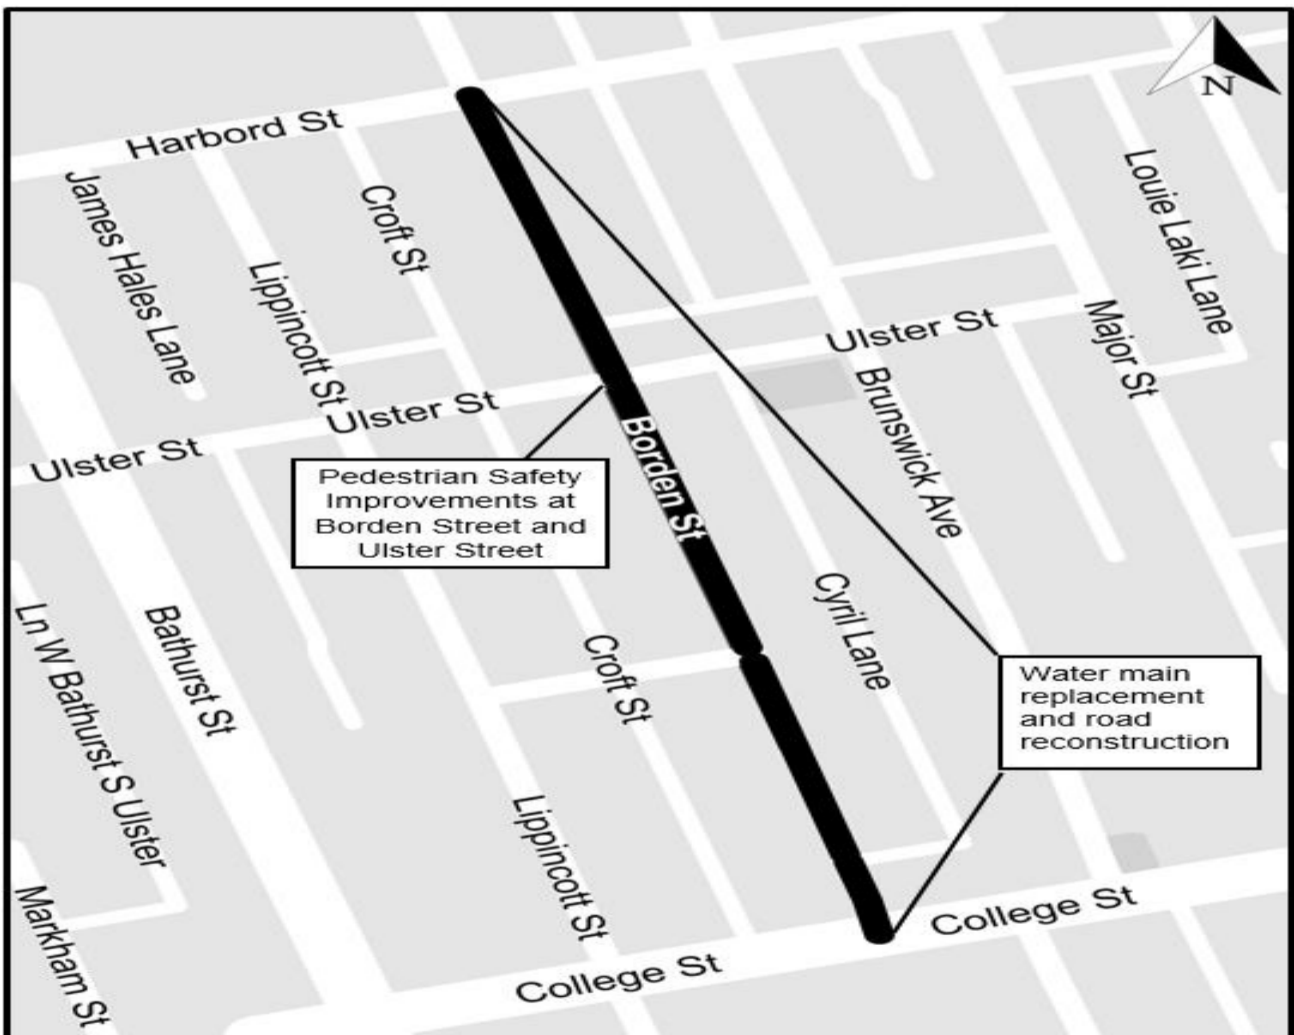 N
Harbord St
James Hales Lane
Lippincott St
Croft St
Louie Laki Lane
Major St
Ulster St
Ulster St
Ulster St
Brunswick Ave
Borden St
Pedestrian Safety
Improvements at
Borden Street and
Ulster Street
Cyril Lane
Ln W Bathurst S Ulster
Bathurst St
Croft St
Water main
replacement
and road
reconstruction
Lippincott St
Markham St
College St
College St